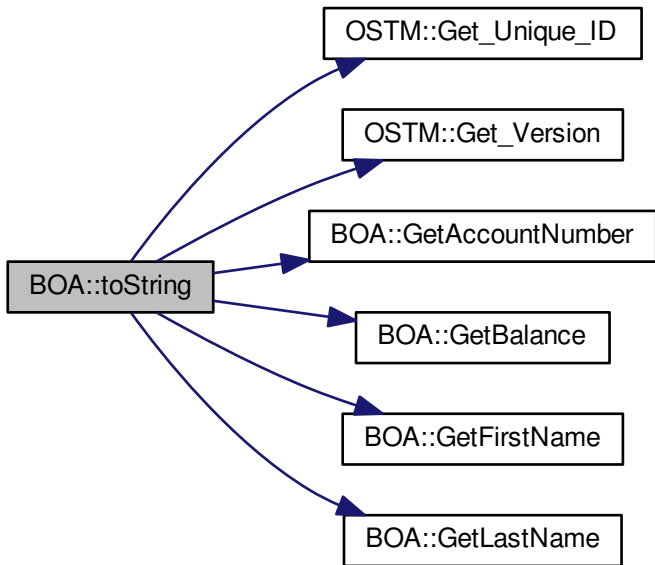 OSTM::Get_Unique_ID
OSTM::Get_Version
BOA::GetAccountNumber
BOA::toString
BOA::GetBalance
BOA::GetFirstName
BOA::GetLastName